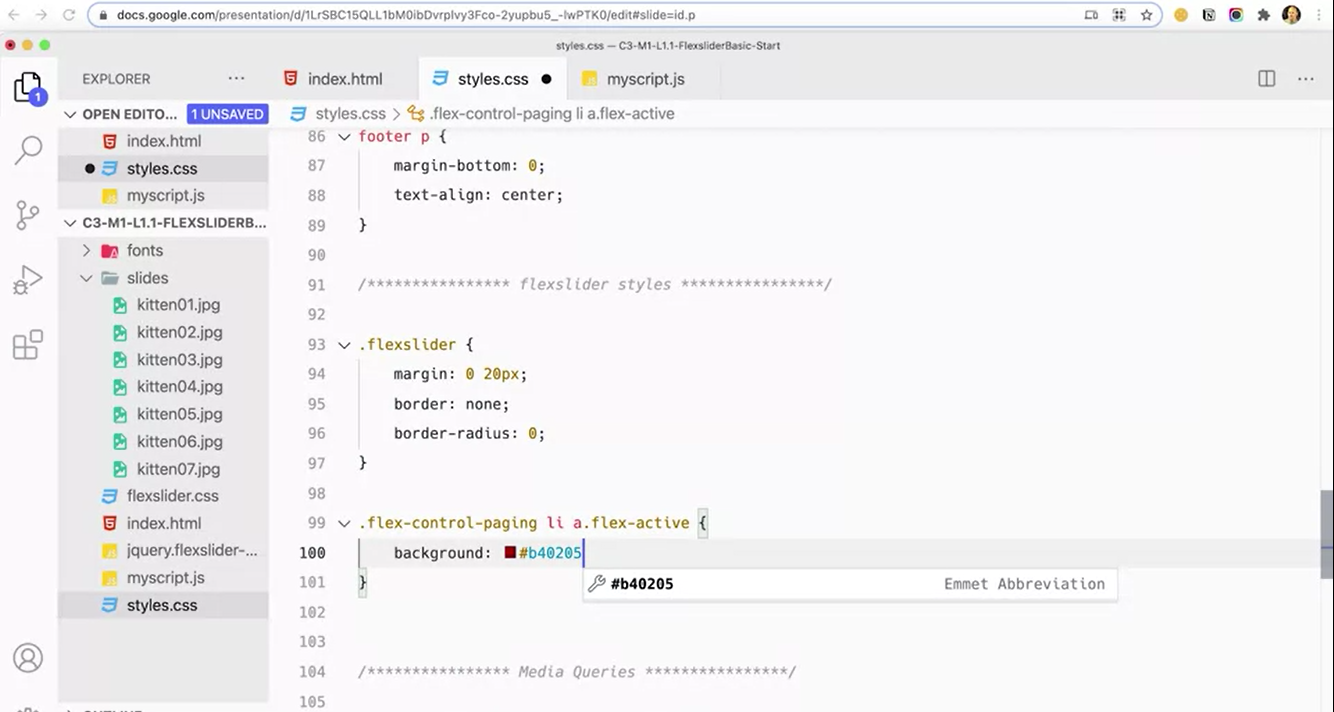 docs.google.com/presentation/d/1LrSBC15QLL1bM0ibDvrplvy3Fco-2yupbu5_-lwPTK0/edit#slide=id.p
styles.css — C3-M1-L1.1-FlexsliderBasic-Start
EXPLORER ···
index.html
styles.css ●
myscript.js
1
OPEN EDITO... 1 UNSAVED
styles.css > .flex-control-paging li a.flex-active
index.html
styles.css
myscript.js
C3-M1-L1.1-FLEXSLIDERB...
fonts
slides
kitten01.jpg
kitten02.jpg
kitten03.jpg
kitten04.jpg
kitten05.jpg
kitten06.jpg
kitten07.jpg
flexslider.css
index.html
jquery.flexslider-...
myscript.js
styles.css
86 footer p {
87 margin-bottom: 0;
88 text-align: center;
89 }
90
91 /**************** flexslider styles ****************/
92
93 .flexslider {
94 margin: 0 20px;
95 border: none;
96 border-radius: 0;
97 }
98
99 .flex-control-paging li a.flex-active {
100 background: #b40205
#b40205 Emmet Abbreviation
101 }
102
103
104 /**************** Media Queries ****************/
105